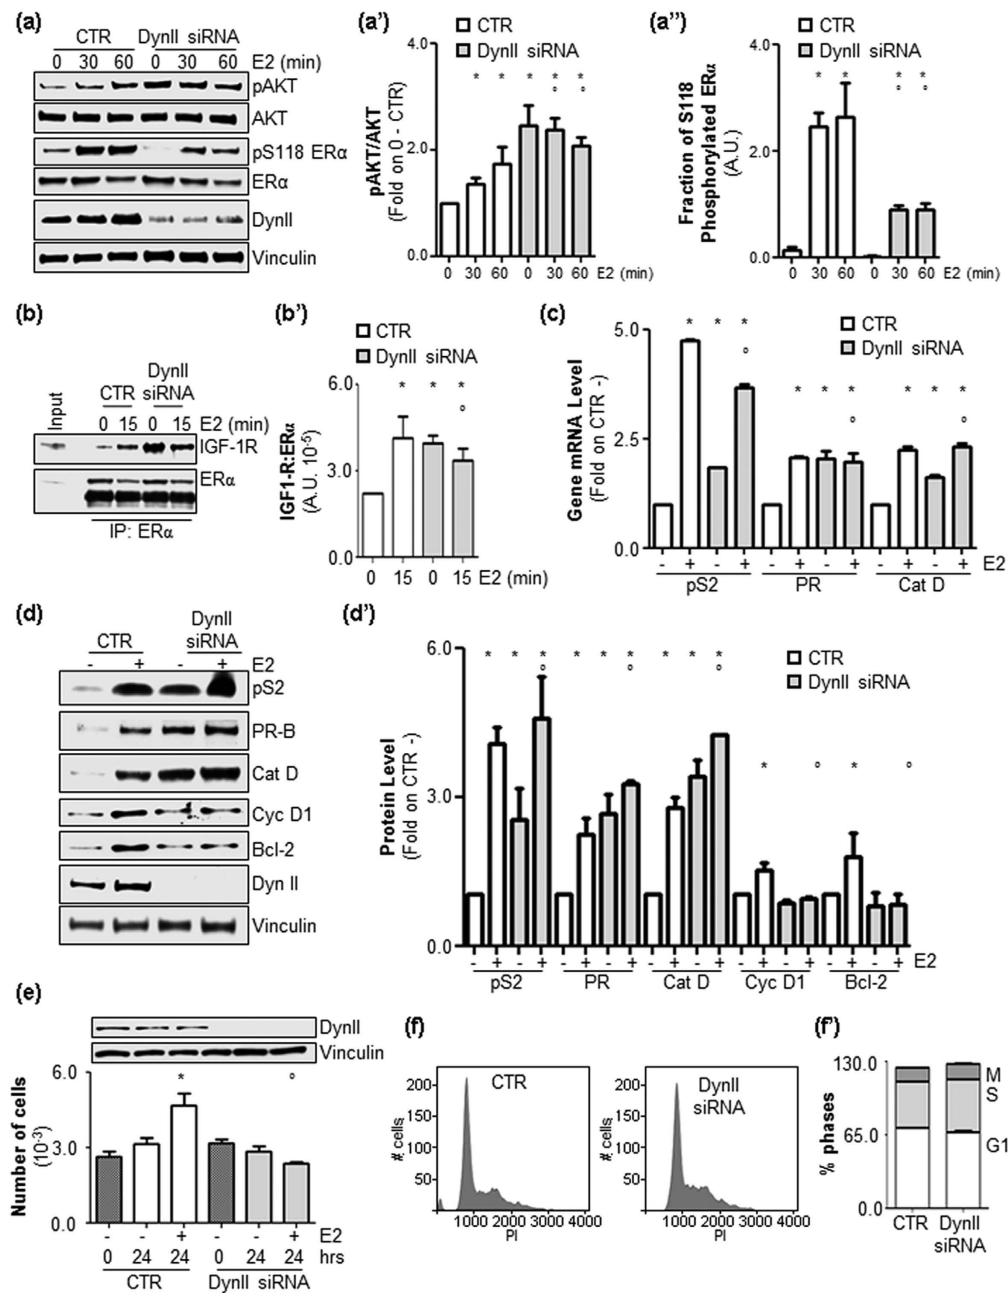 (a)
CTR DynII siRNA
0 30 60 0 30 60 E2 (min)
pAKT
AKT
pS118 ERα
ERα
DynII
Vinculin
(a')
CTR
DynII siRNA
pAKT/AKT
(Fold on 0 - CTR)
4.0
2.0
0.0
* * * * *
° °
0 30 60 0 30 60 E2 (min)
(a'')
CTR
DynII siRNA
Fraction of S118
Phosphorylated ERα
(A.U.)
4.0
2.0
0.0
* * * *
° °
0 30 60 0 30 60 E2 (min)
(b)
Input
CTR
DynII
siRNA
0 15 0 15 E2 (min)
IGF-1R
ERα
IP: ERα
(b')
CTR
DynII siRNA
IGF1-R:ERα
(A.U. 10-5)
6.0
3.0
0.0
* * *
°
0 15 0 15 E2 (min)
(c)
CTR
DynII siRNA
Gene mRNA Level
(Fold on CTR -)
5.0
2.5
0.0
* * * * * * * * *
° ° °
- + - + - + - + - + - + E2
pS2 PR Cat D
(d)
CTR
DynII
siRNA
- + - + E2
pS2
PR-B
Cat D
Cyc D1
Bcl-2
Dyn II
Vinculin
(d')
CTR
DynII siRNA
Protein Level
(Fold on CTR -)
6.0
3.0
0.0
* * * * * * * * * * ° * °
° ° °
- + - + - + - + - + - + - + - + - + - + E2
pS2 PR Cat D Cyc D1 Bcl-2
(e)
DynII
Vinculin
Number of cells
(10-3)
6.0
3.0
0.0
* °
- - + - - + E2
0 24 24 0 24 24 hrs
CTR DynII siRNA
(f)
CTR
# cells
200
150
100
50
1000 2000 3000 4000
PI
DynII
siRNA
# cells
200
150
100
50
1000 2000 3000 4000
PI
(f')
% phases
130.0
65.0
0.0
M
S
G1
CTR DynII
siRNA